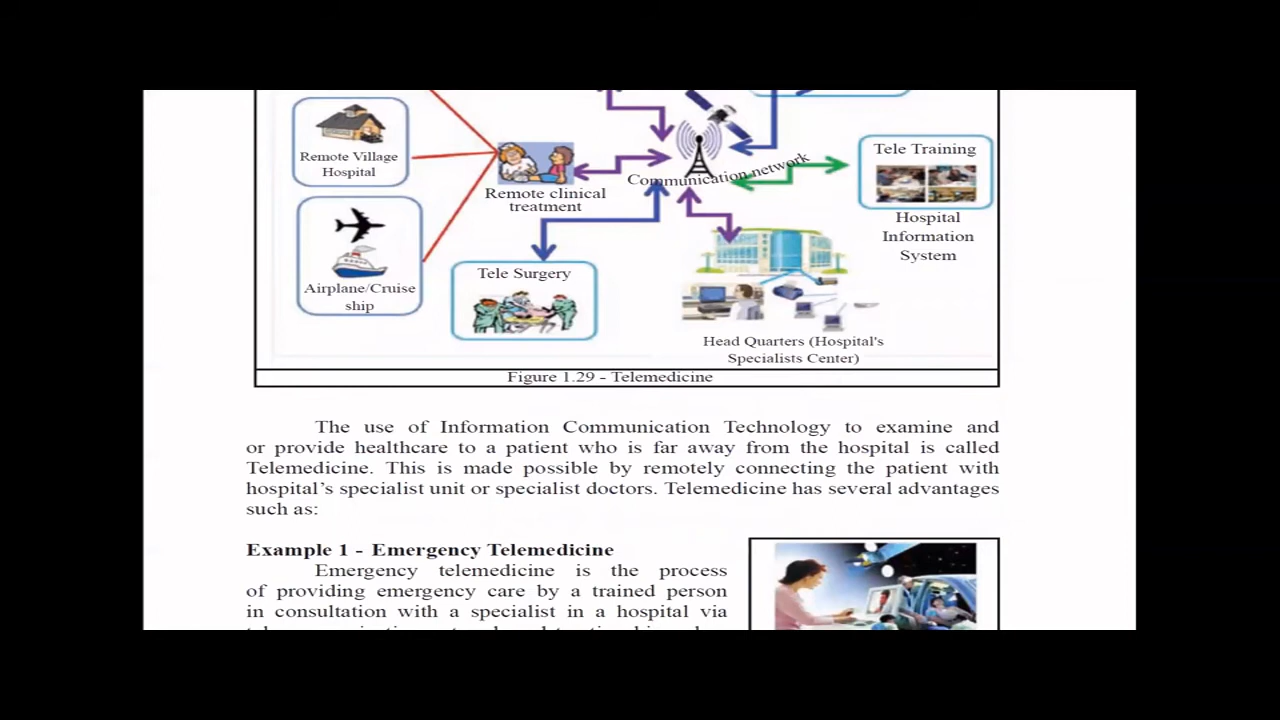 Remote Village
Hospital
Airplane/Cruise
ship
Remote clinical
treatment
Communication network
Tele Training
Hospital
Information
System
Tele Surgery
Head Quarters (Hospital's
Specialists Center)
Figure 1.29 - Telemedicine
The use of Information Communication Technology to examine and
or provide healthcare to a patient who is far away from the hospital is called
Telemedicine. This is made possible by remotely connecting the patient with
hospital's specialist unit or specialist doctors. Telemedicine has several advantages
such as:
Example 1 - Emergency Telemedicine
Emergency telemedicine is the process
of providing emergency care by a trained person
in consultation with a specialist in a hospital via